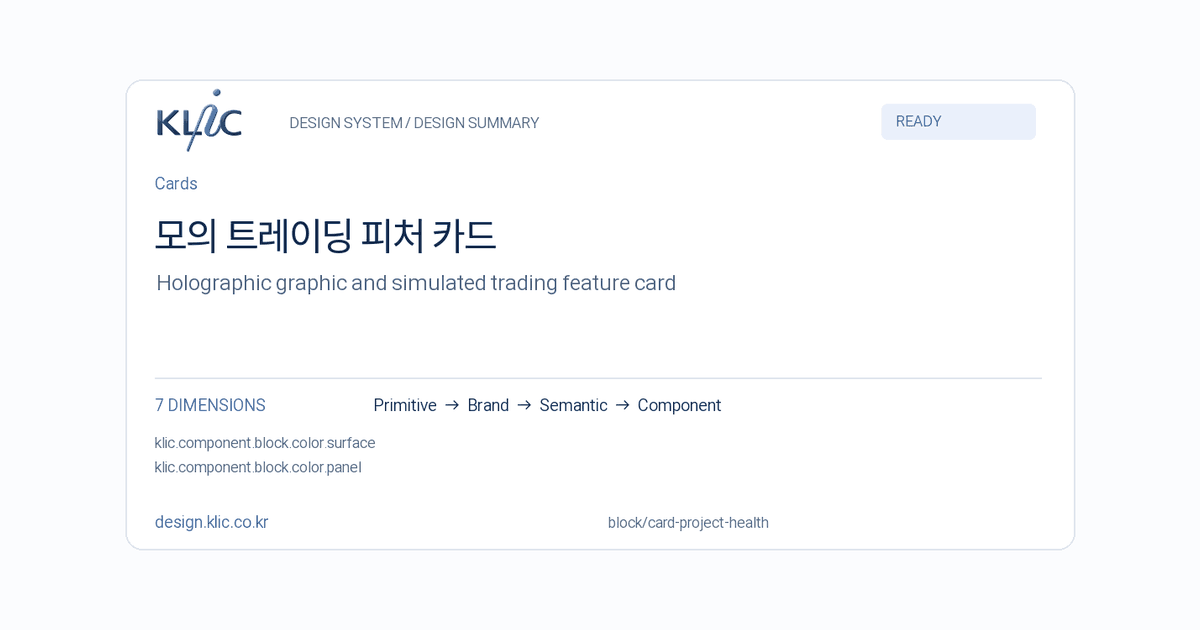 KLiC
DESIGN SYSTEM / DESIGN SUMMARY
READY
Cards
모의 트레이딩 피처 카드
Holographic graphic and simulated trading feature card
7 DIMENSIONS
Primitive → Brand → Semantic → Component
klic.component.block.color.surface
klic.component.block.color.panel
design.klic.co.kr
block/card-project-health